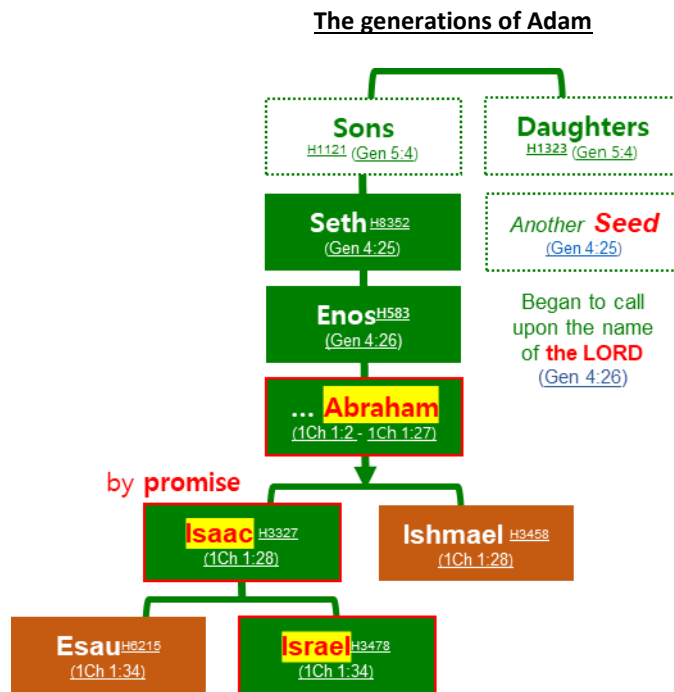 The generations of Adam
Sons
H1121 (Gen 5:4)
Daughters
H1323 (Gen 5:4)
Seth H8352
(Gen 4:25)
Another Seed
(Gen 4:25)
Enos H583
(Gen 4:26)
Began to call
upon the name
of the LORD
(Gen 4:26)
... Abraham
(1Ch 1:2 - 1Ch 1:27)
by promise
Isaac H3327
(1Ch 1:28)
Ishmael H3458
(1Ch 1:28)
Esau H6215
(1Ch 1:34)
Israel H3478
(1Ch 1:34)